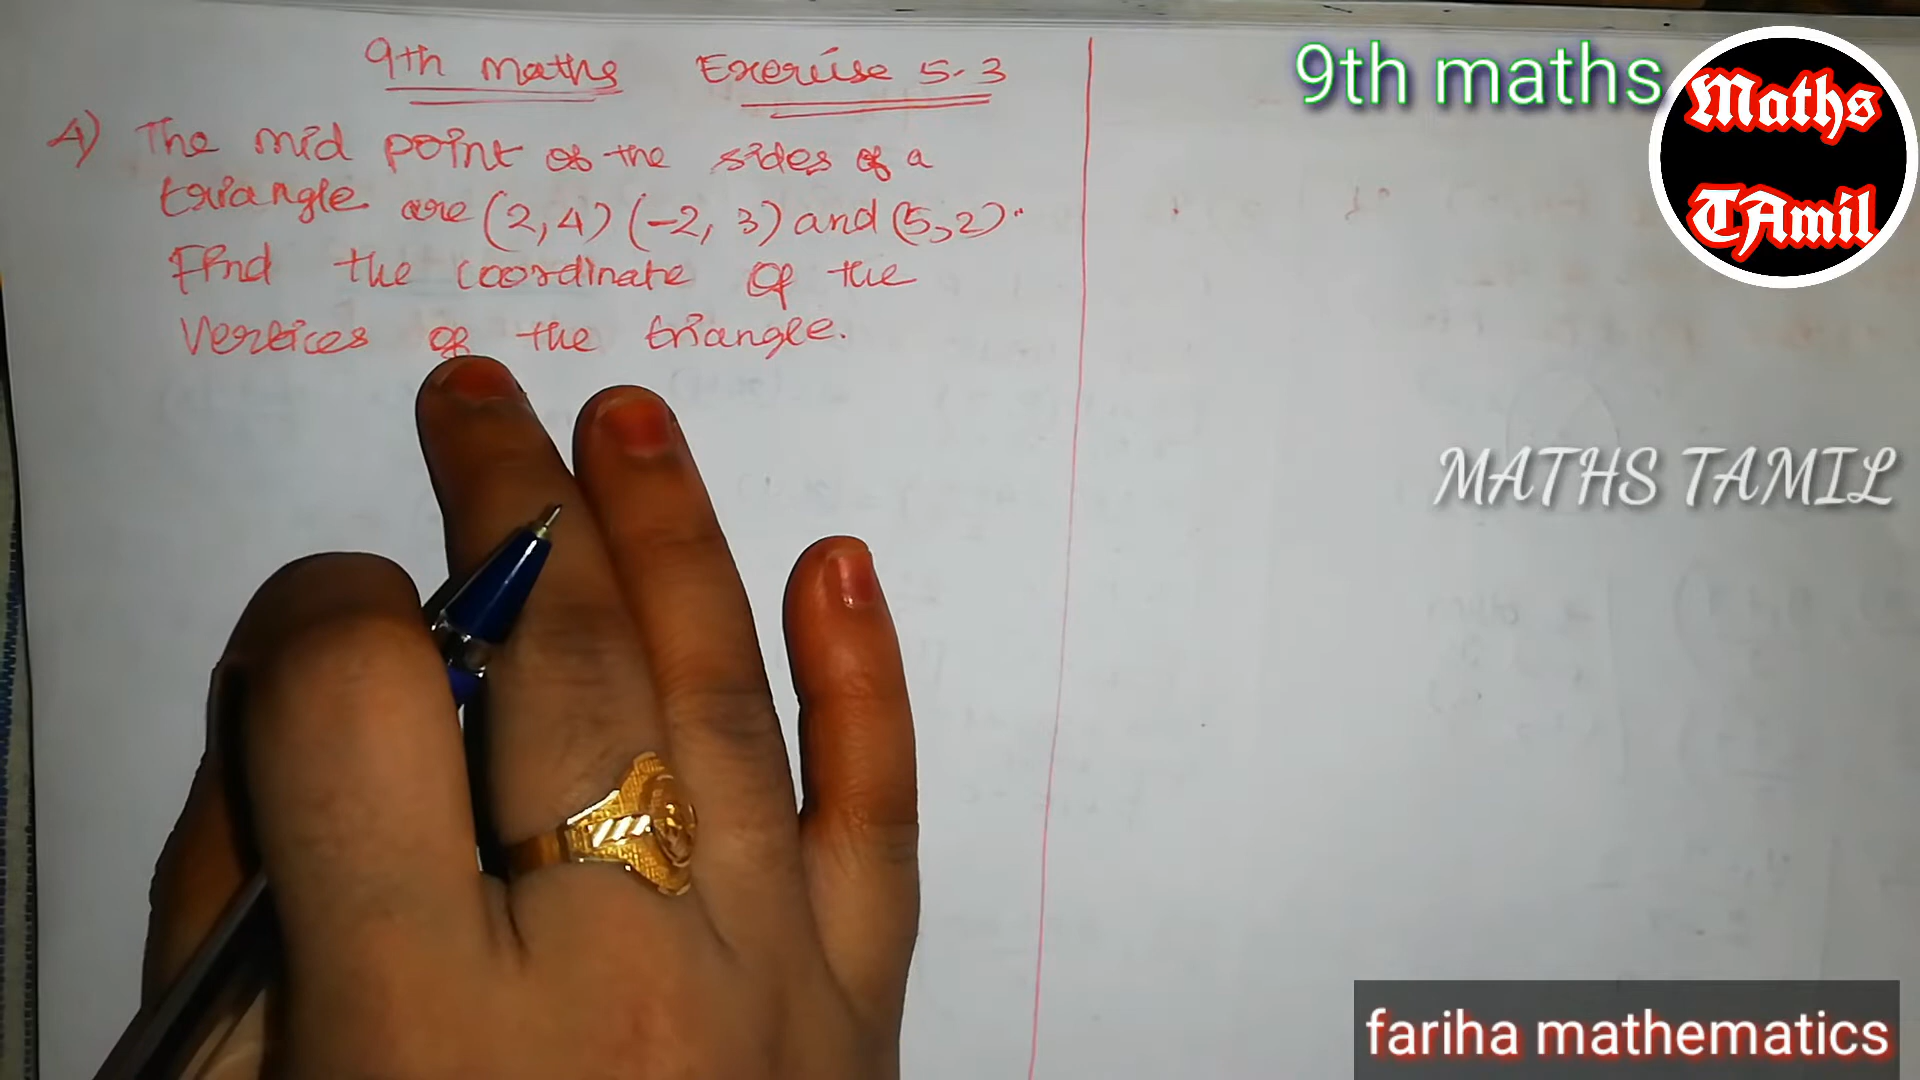 9th maths Exercise 5.3
4) The mid point of the sides of a
triangle are (2,4) (-2, 3) and (5,2).
Find the coordinate of the
Vertices of the triangle.
9th maths
Maths
TAmil
MATHS TAMIL
fariha mathematics